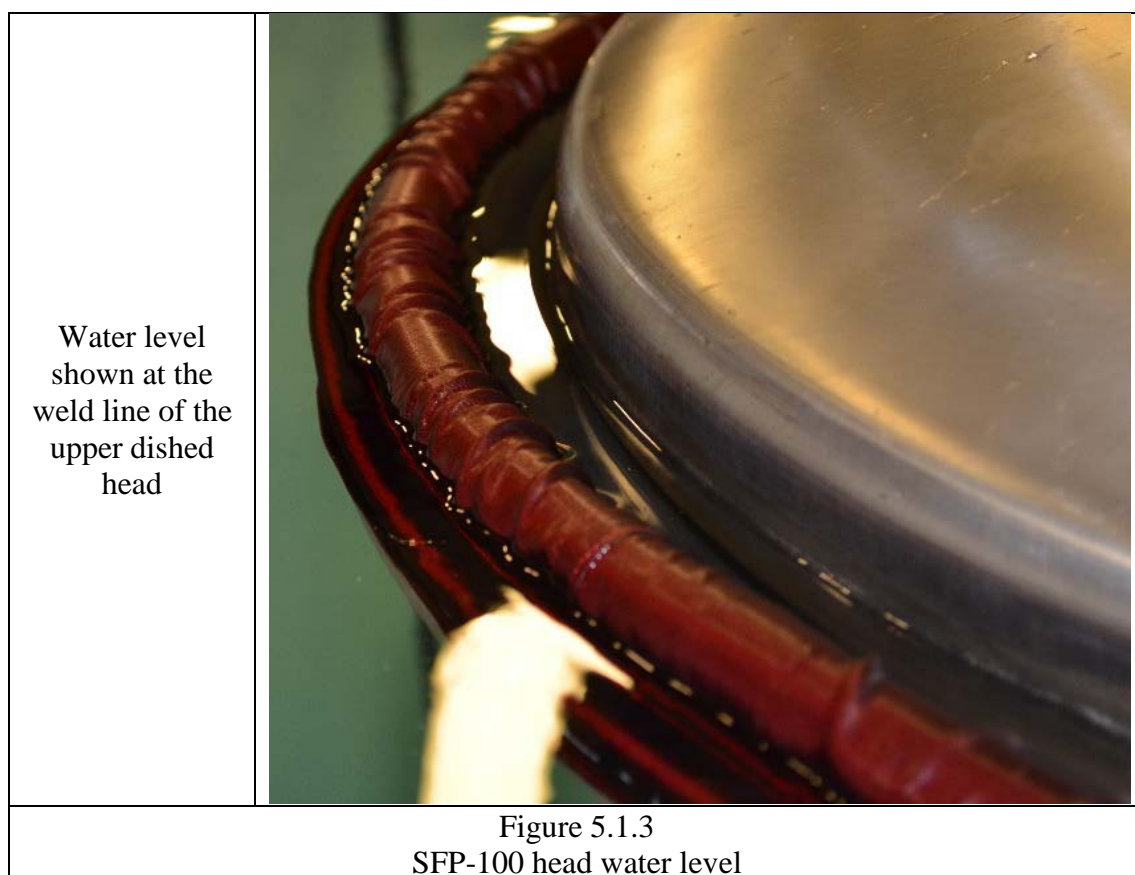 Water level
shown at the
weld line of the
upper dished
head
Figure 5.1.3
SFP-100 head water level